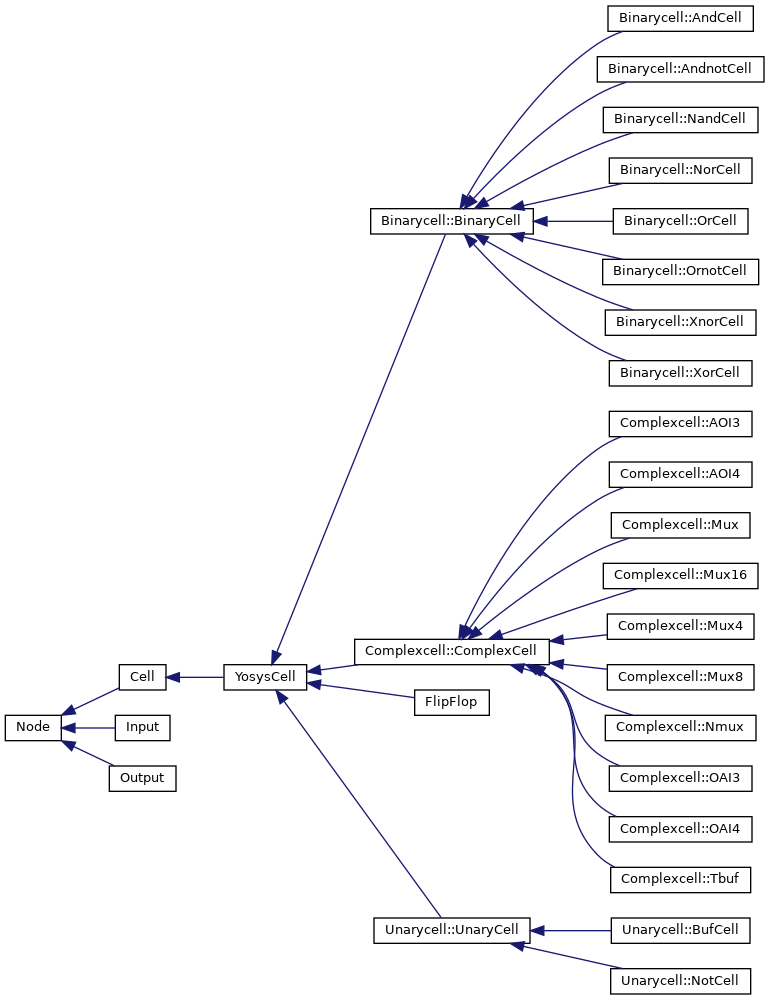 Binarycell::AndCell
Binarycell::AndnotCell
Binarycell::NandCell
Binarycell::NorCell
Binarycell::BinaryCell
Binarycell::OrCell
Binarycell::OrnotCell
Binarycell::XnorCell
Binarycell::XorCell
Complexcell::AOI3
Complexcell::AOI4
Complexcell::Mux
Complexcell::Mux16
Complexcell::Mux4
Complexcell::ComplexCell
Cell
YosysCell
Complexcell::Mux8
FlipFlop
Node
Input
Complexcell::Nmux
Output
Complexcell::OAI3
Complexcell::OAI4
Complexcell::Tbuf
Unarycell::UnaryCell
Unarycell::BufCell
Unarycell::NotCell